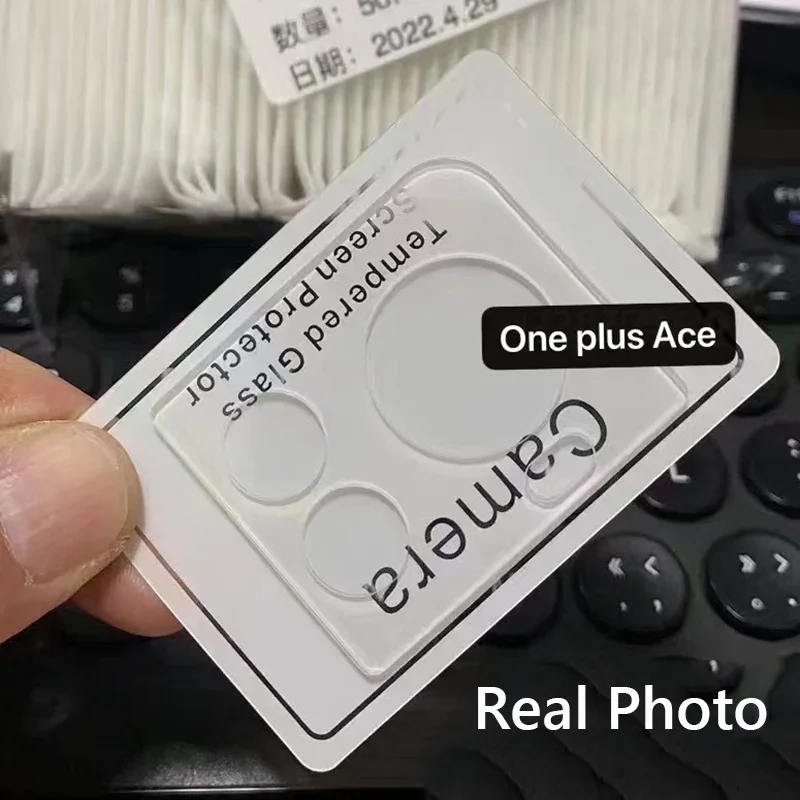 数量:
日期: 2022.4.29
Screen Protector
Tempered Glass
Camera
One plus Ace
Real Photo